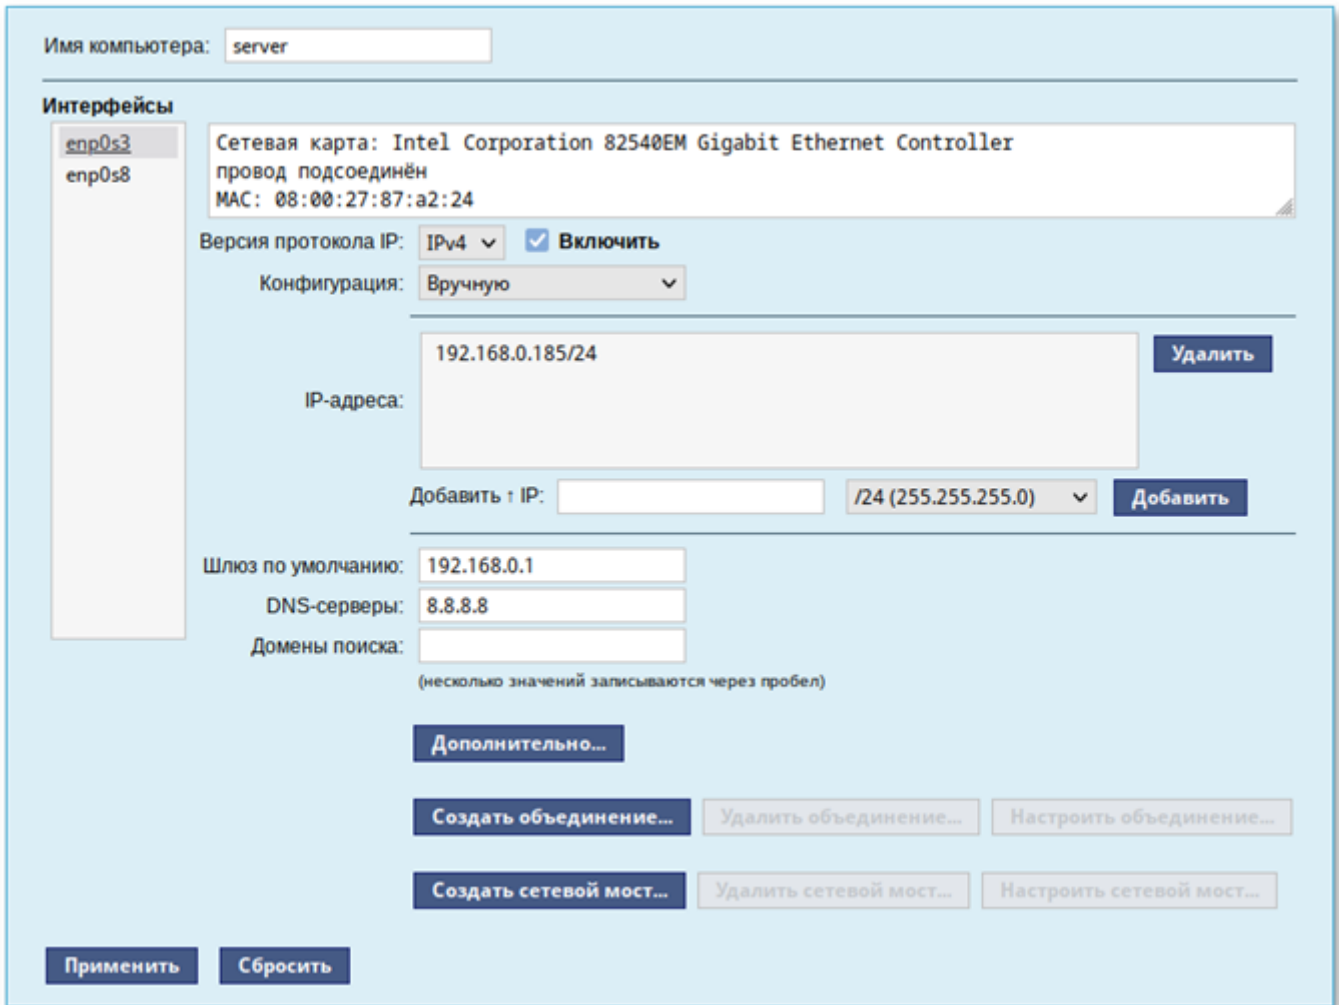 Имя компьютера: server
Интерфейсы
enp0s3
enp0s8
Сетевая карта: Intel Corporation 82540EM Gigabit Ethernet Controller
провод подсоединён
MAC: 08:00:27:87:a2:24
Версия протокола IP: IPv4 Включить
Конфигурация: Вручную
IP-адреса: 192.168.0.185/24 Удалить
Добавить ↑ IP: /24 (255.255.255.0) Добавить
Шлюз по умолчанию: 192.168.0.1
DNS-серверы: 8.8.8.8
Домены поиска:
(несколько значений записываются через пробел)
Дополнительно...
Создать объединение... Удалить объединение... Настроить объединение...
Создать сетевой мост... Удалить сетевой мост... Настроить сетевой мост...
Применить Сбросить